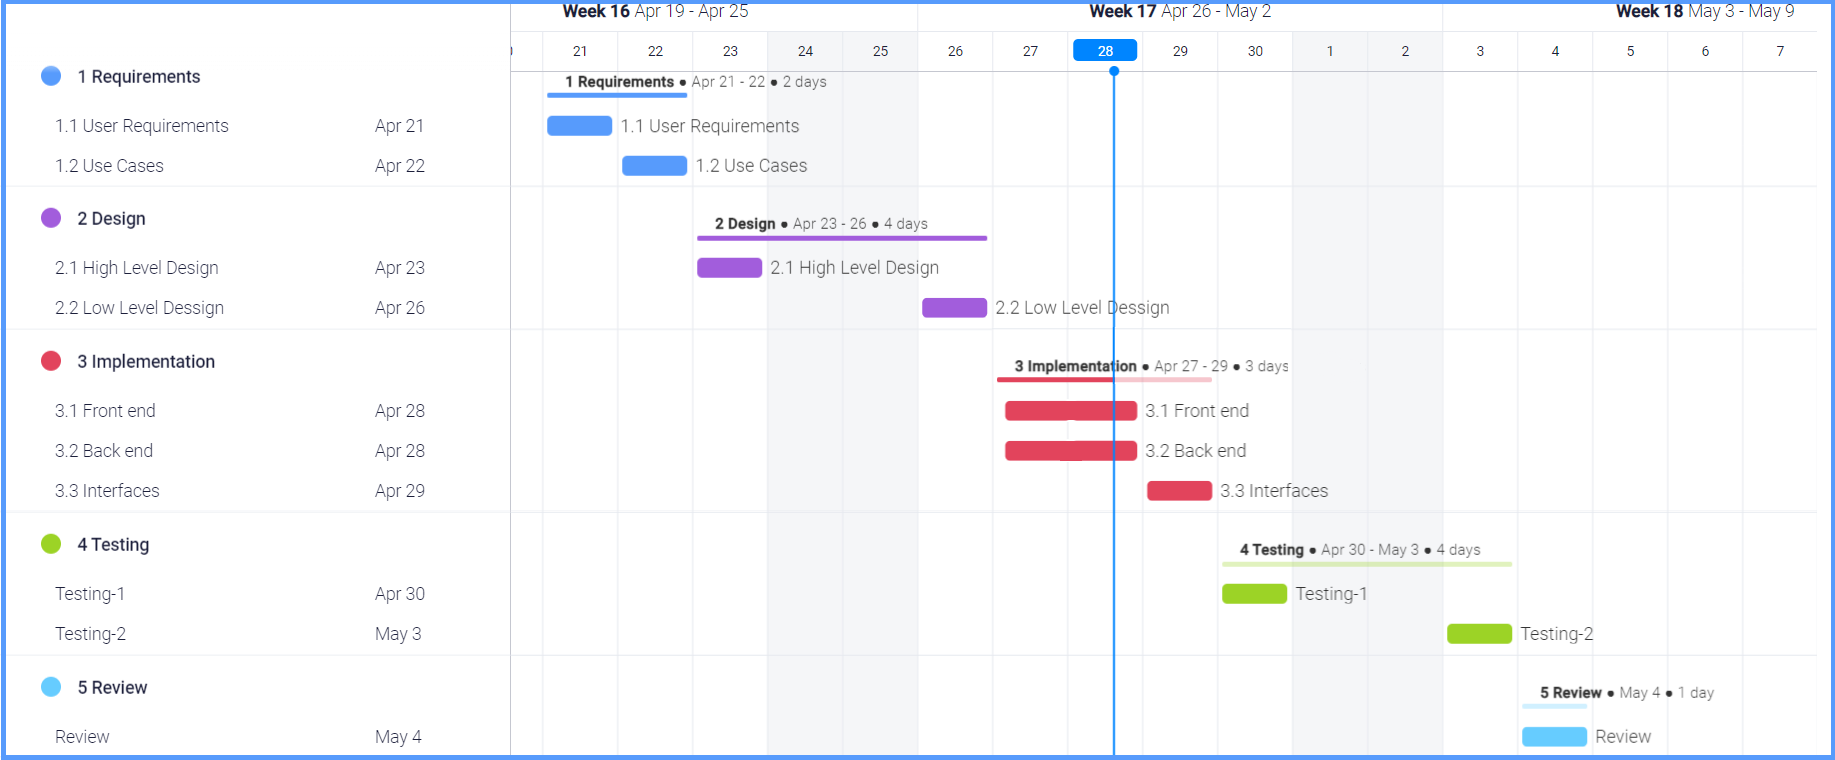 Week 16 Apr 19 - Apr 25 Week 17 Apr 26 - May 2 Week 18 May 3 - May 9
21 22 23 24 25 26 27 28 29 30 1 2 3 4 5 6 7
1 Requirements
1 Requirements • Apr 21 - 22 • 2 days
1.1 User Requirements Apr 21 1.1 User Requirements
1.2 Use Cases Apr 22 1.2 Use Cases
2 Design
2 Design • Apr 23 - 26 • 4 days
2.1 High Level Design Apr 23 2.1 High Level Design
2.2 Low Level Dessign Apr 26 2.2 Low Level Dessign
3 Implementation
3 Implementation • Apr 27 - 29 • 3 days
3.1 Front end Apr 28 3.1 Front end
3.2 Back end Apr 28 3.2 Back end
3.3 Interfaces Apr 29 3.3 Interfaces
4 Testing
4 Testing • Apr 30 - May 3 • 4 days
Testing-1 Apr 30 Testing-1
Testing-2 May 3 Testing-2
5 Review
5 Review • May 4 • 1 day
Review May 4 Review